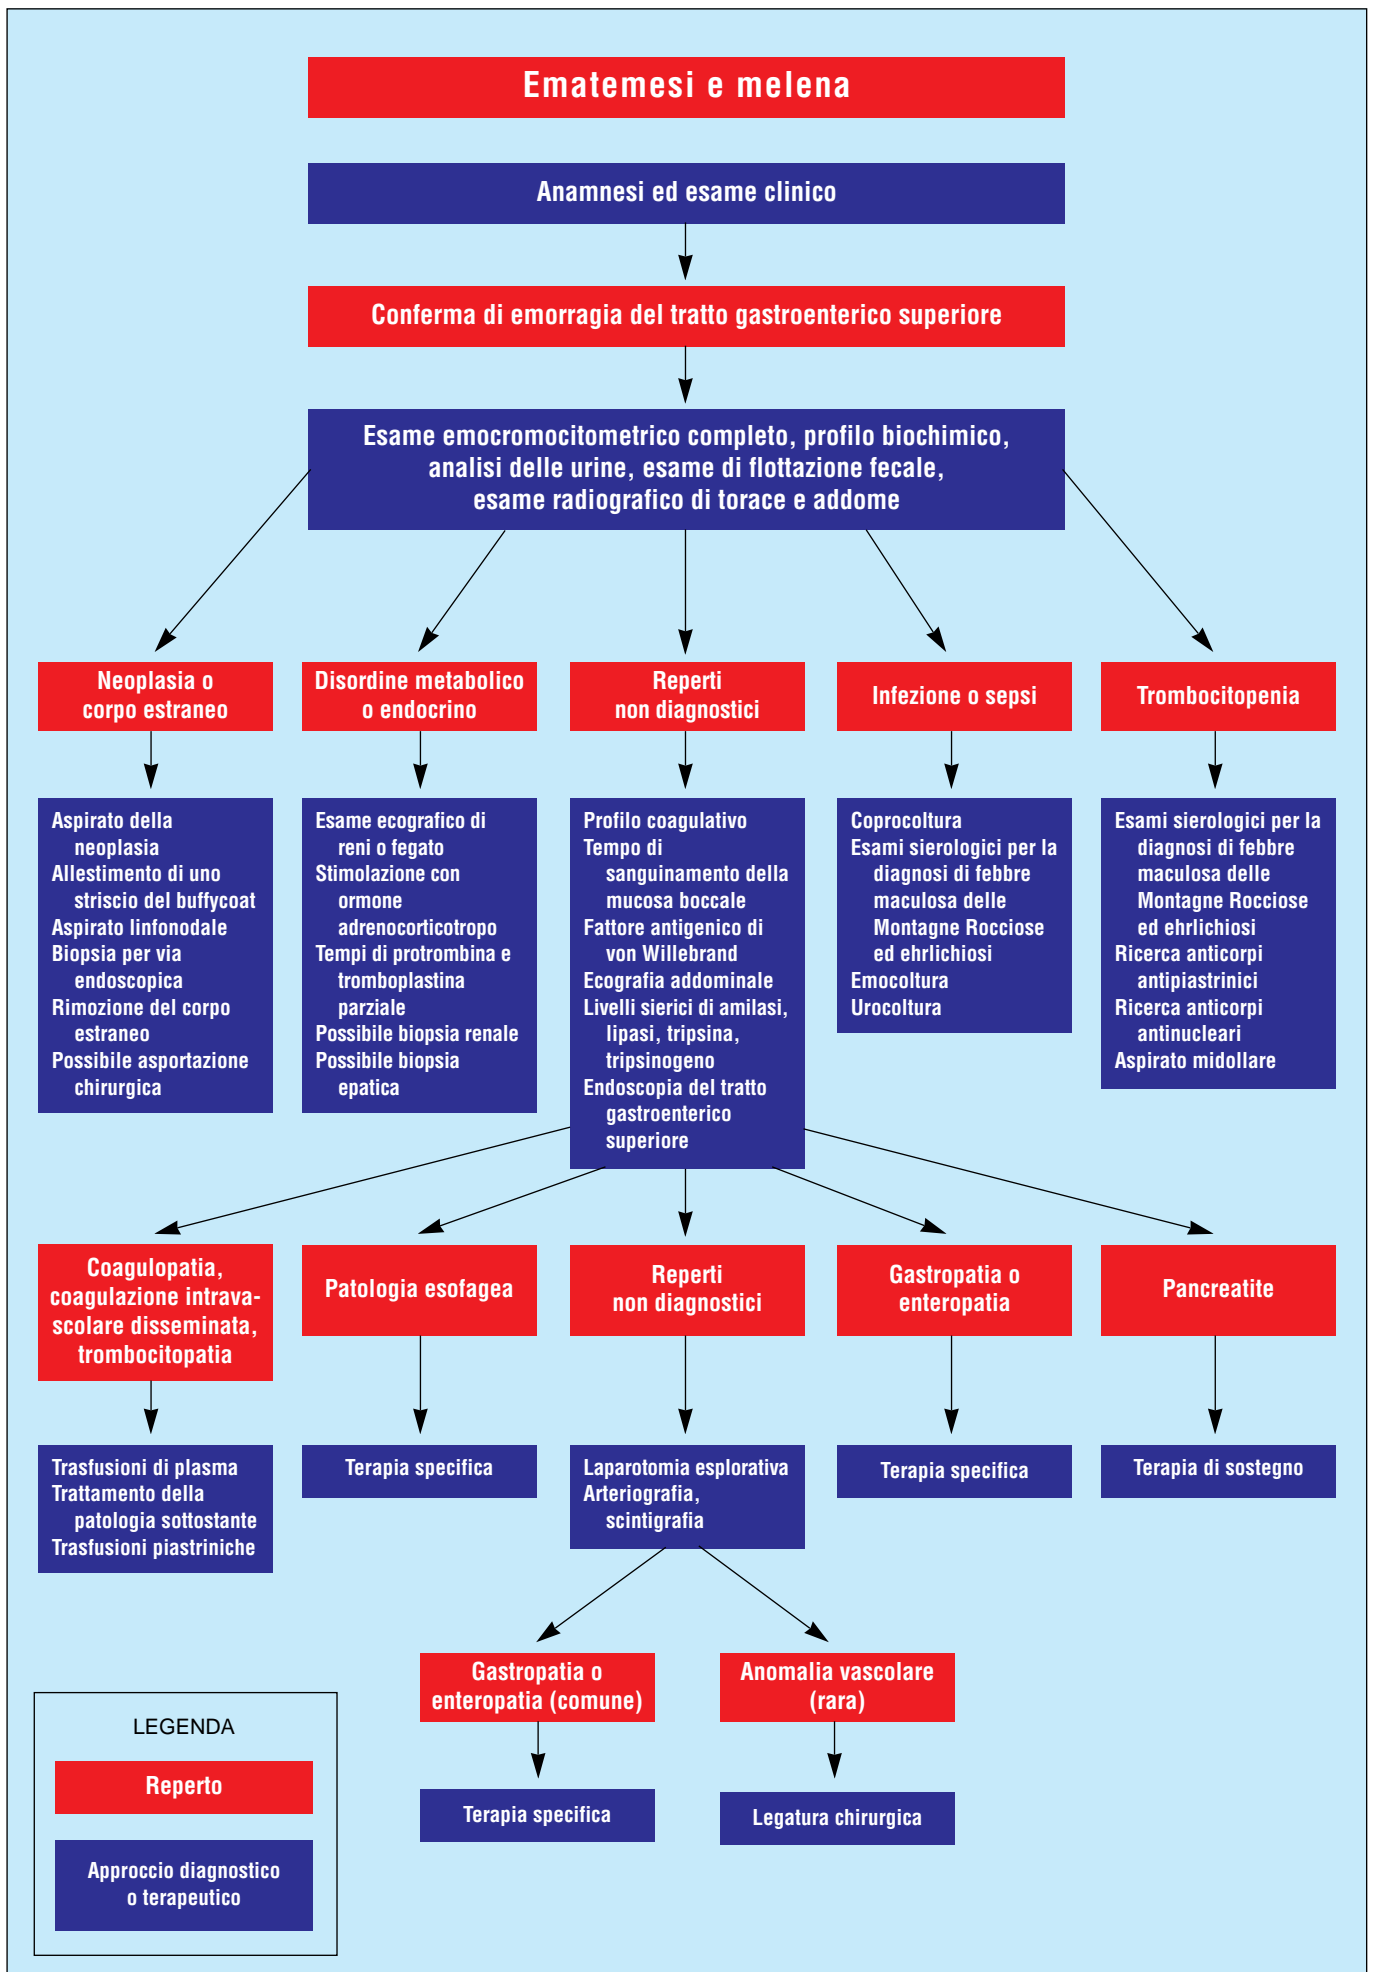 Ematemesi e melena
Anamnesi ed esame clinico
Conferma di emorragia del tratto gastroenterico superiore
Esame emocromocitometrico completo, profilo biochimico,
analisi delle urine, esame di flottazione fecale,
esame radiografico di torace e addome
Neoplasia o
corpo estraneo
Disordine metabolico
o endocrino
Reperti
non diagnostici
Infezione o sepsi
Trombocitopenia
Aspirato della
neoplasia
Allestimento di uno
striscio del buffycoat
Aspirato linfonodale
Biopsia per via
endoscopica
Rimozione del corpo
estraneo
Possibile asportazione
chirurgica
Esame ecografico di
reni o fegato
Stimolazione con
ormone
adrenocorticotropo
Tempi di protrombina e
tromboplastina
parziale
Possibile biopsia renale
Possibile biopsia
epatica
Profilo coagulativo
Tempo di
sanguinamento della
mucosa boccale
Fattore antigenico di
von Willebrand
Ecografia addominale
Livelli sierici di amilasi,
lipasi, tripsina,
tripsinogeno
Endoscopia del tratto
gastroenterico
superiore
Coprocoltura
Esami sierologici per la
diagnosi di febbre
maculosa delle
Montagne Rocciose
ed ehrlichiosi
Emocoltura
Urocoltura
Esami sierologici per la
diagnosi di febbre
maculosa delle
Montagne Rocciose
ed ehrlichiosi
Ricerca anticorpi
antipiastrinici
Ricerca anticorpi
antinucleari
Aspirato midollare
Coagulopatia,
coagulazione intrava-
scolare disseminata,
trombocitopatia
Patologia esofagea
Reperti
non diagnostici
Gastropatia o
enteropatia
Pancreatite
Trasfusioni di plasma
Trattamento della
patologia sottostante
Trasfusioni piastriniche
Terapia specifica
Laparotomia esplorativa
Arteriografia,
scintigrafia
Terapia specifica
Terapia di sostegno
Gastropatia o
enteropatia (comune)
Anomalia vascolare
(rara)
Terapia specifica
Legatura chirurgica
LEGENDA
Reperto
Approccio diagnostico
o terapeutico